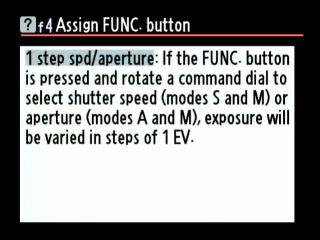 ? f4 Assign FUNC. button
1 step spd/aperture: If the FUNC. button
is pressed and rotate a command dial to
select shutter speed (modes S and M) or
aperture (modes A and M), exposure will
be varied in steps of 1 EV.